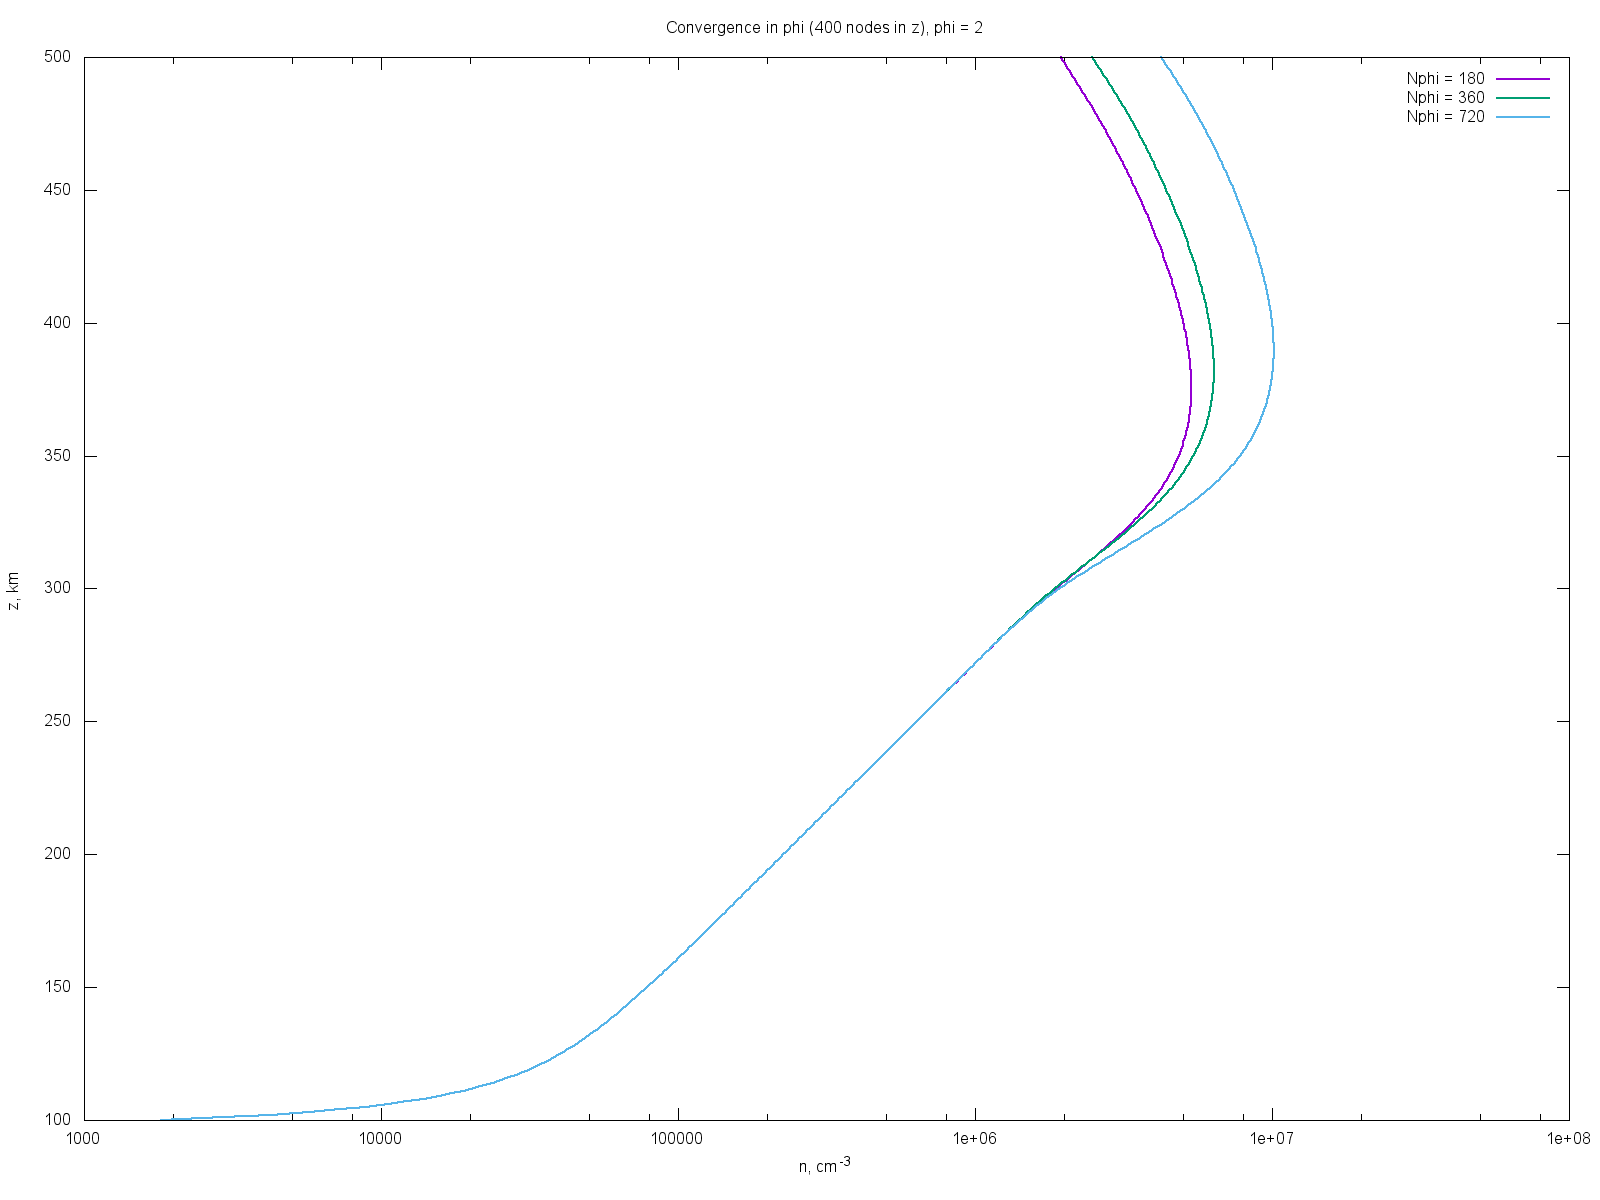 Convergence in phi (400 nodes in z), phi = 2
500
450
400
350
300
250
200
150
100
z, km
Nphi = 180
Nphi = 360
Nphi = 720
1000
10000
100000
1e+06
1e+07
1e+08
n, cm-3